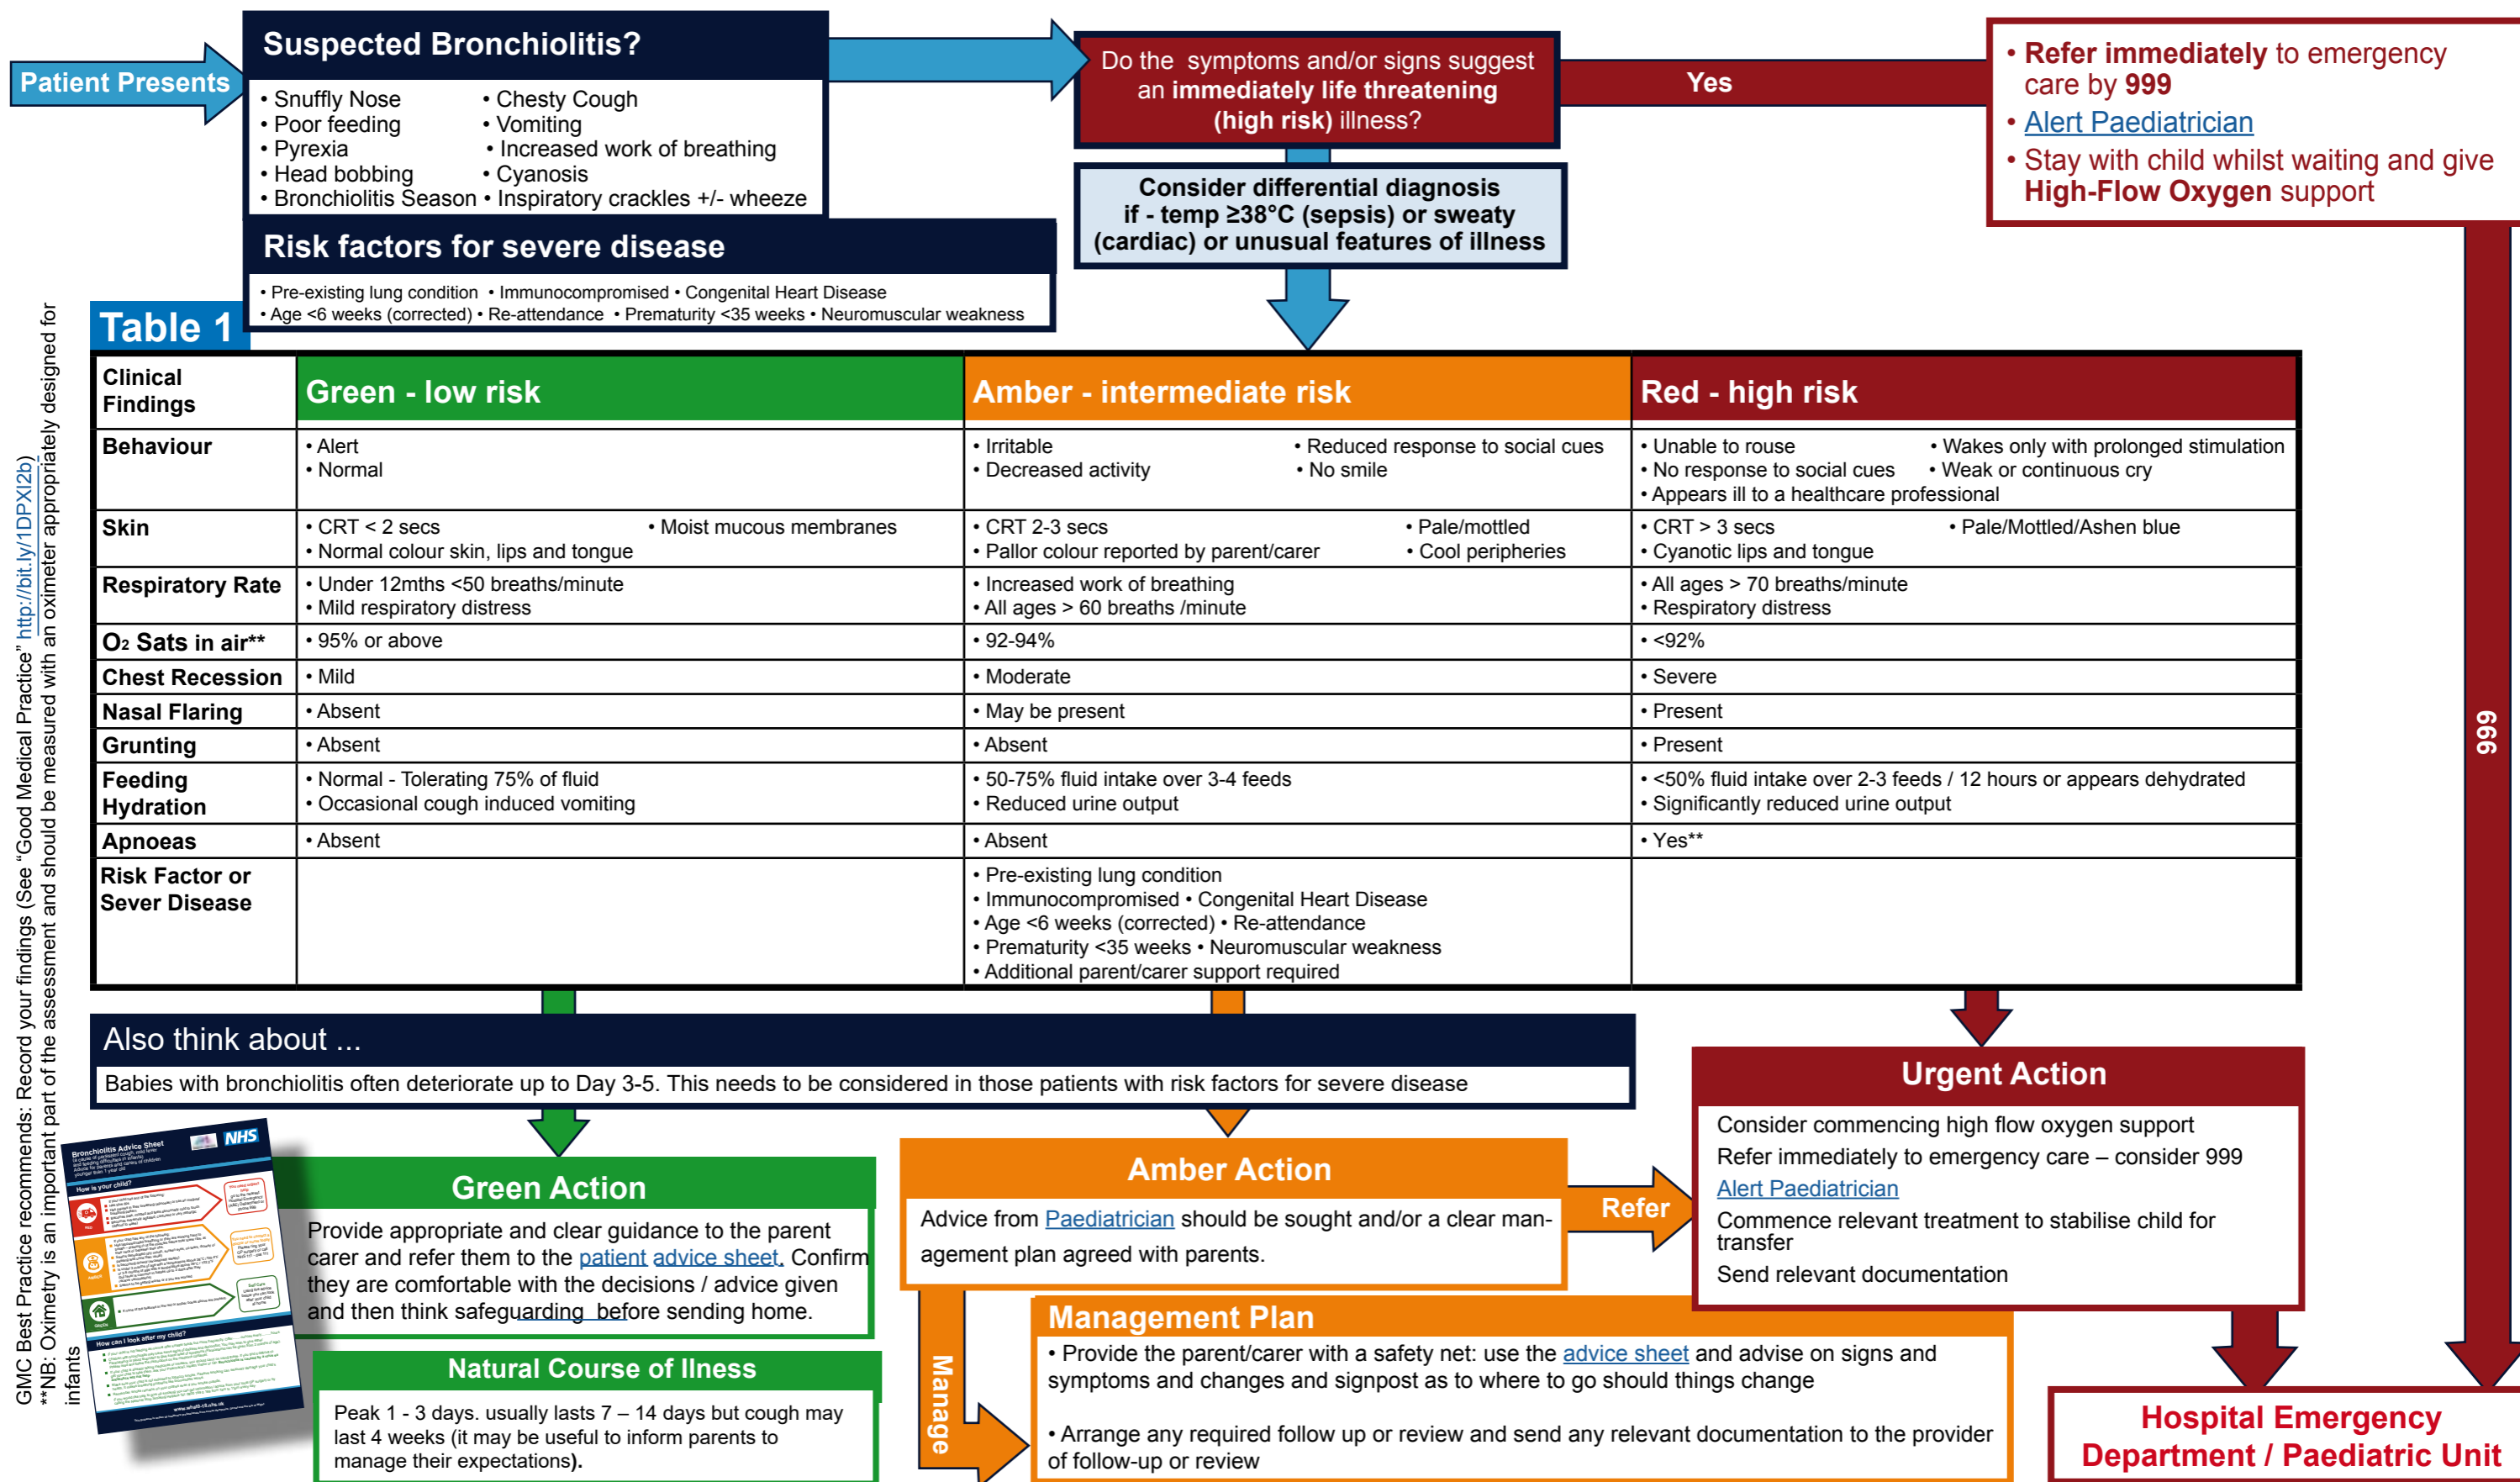 Patient Presents
Suspected Bronchiolitis?
• Snuffly Nose • Chesty Cough
• Poor feeding • Vomiting
• Pyrexia • Increased work of breathing
• Head bobbing • Cyanosis
• Bronchiolitis Season • Inspiratory crackles +/- wheeze
Risk factors for severe disease
• Pre-existing lung condition • Immunocompromised • Congenital Heart Disease
• Age <6 weeks (corrected) • Re-attendance • Prematurity <35 weeks • Neuromuscular weakness
Do the symptoms and/or signs suggest
an immediately life threatening
(high risk) illness?
Yes
• Refer immediately to emergency
care by 999
• Alert Paediatrician
• Stay with child whilst waiting and give
High-Flow Oxygen support
Consider differential diagnosis
if - temp ≥38°C (sepsis) or sweaty
(cardiac) or unusual features of illness
999
Table 1
Clinical
Findings
Green - low risk
Amber - intermediate risk
Red - high risk
Behaviour
• Alert
• Normal
• Irritable • Reduced response to social cues
• Decreased activity • No smile
• Unable to rouse • Wakes only with prolonged stimulation
• No response to social cues • Weak or continuous cry
• Appears ill to a healthcare professional
Skin
• CRT < 2 secs • Moist mucous membranes
• Normal colour skin, lips and tongue
• CRT 2-3 secs • Pale/mottled
• Pallor colour reported by parent/carer • Cool peripheries
• CRT > 3 secs • Pale/Mottled/Ashen blue
• Cyanotic lips and tongue
Respiratory Rate
• Under 12mths <50 breaths/minute
• Mild respiratory distress
• Increased work of breathing
• All ages > 60 breaths /minute
• All ages > 70 breaths/minute
• Respiratory distress
O2 Sats in air**
• 95% or above
• 92-94%
• <92%
Chest Recession
• Mild
• Moderate
• Severe
Nasal Flaring
• Absent
• May be present
• Present
Grunting
• Absent
• Absent
• Present
Feeding
Hydration
• Normal - Tolerating 75% of fluid
• Occasional cough induced vomiting
• 50-75% fluid intake over 3-4 feeds
• Reduced urine output
• <50% fluid intake over 2-3 feeds / 12 hours or appears dehydrated
• Significantly reduced urine output
Apnoeas
• Absent
• Absent
• Yes**
Risk Factor or
Sever Disease
• Pre-existing lung condition
• Immunocompromised • Congenital Heart Disease
• Age <6 weeks (corrected) • Re-attendance
• Prematurity <35 weeks • Neuromuscular weakness
• Additional parent/carer support required
GMC Best Practice recommends: Record your findings (See “Good Medical Practice” http://bit.ly/1DPXl2b)
**NB: Oximetry is an important part of the assessment and should be measured with an oximeter appropriately designed for
infants
Also think about ...
Babies with bronchiolitis often deteriorate up to Day 3-5. This needs to be considered in those patients with risk factors for severe disease
Bronchiolitis Advice Sheet
NHS
How is your child?
How can I look after my child?
Green Action
Provide appropriate and clear guidance to the parent
carer and refer them to the patient advice sheet. Confirm
they are comfortable with the decisions / advice given
and then think safeguarding before sending home.
Natural Course of Ilness
Peak 1 - 3 days. usually lasts 7 – 14 days but cough may
last 4 weeks (it may be useful to inform parents to
manage their expectations).
Amber Action
Advice from Paediatrician should be sought and/or a clear man-
agement plan agreed with parents.
Refer
Manage
Management Plan
• Provide the parent/carer with a safety net: use the advice sheet and advise on signs and
symptoms and changes and signpost as to where to go should things change
• Arrange any required follow up or review and send any relevant documentation to the provider
of follow-up or review
Urgent Action
Consider commencing high flow oxygen support
Refer immediately to emergency care – consider 999
Alert Paediatrician
Commence relevant treatment to stabilise child for
transfer
Send relevant documentation
Hospital Emergency
Department / Paediatric Unit